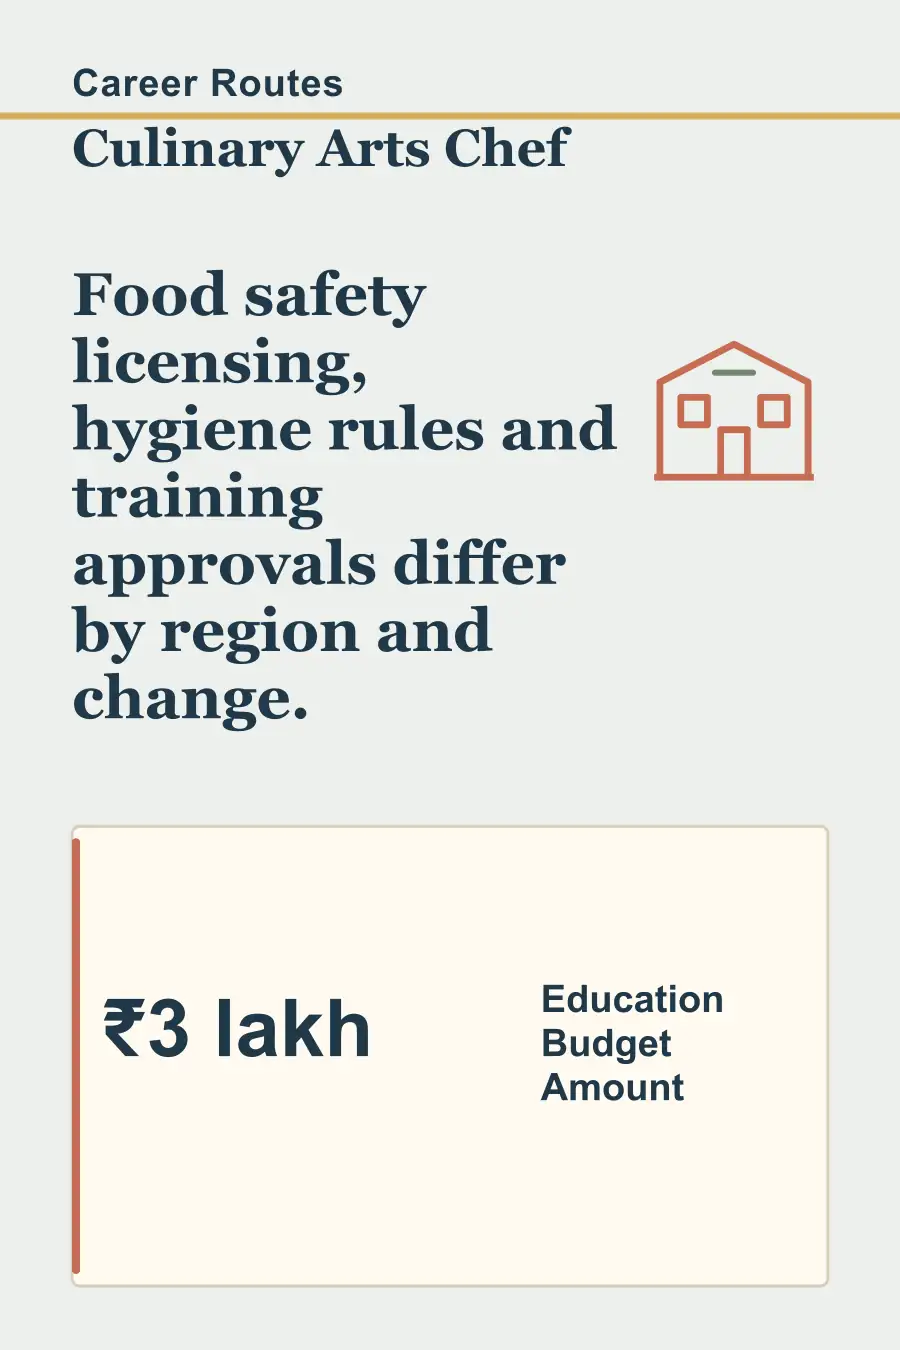 Career Routes
Culinary Arts Chef
Food safety
licensing,
hygiene rules and
training
approvals differ
by region and
change.
₹3 lakh
Education
Budget
Amount